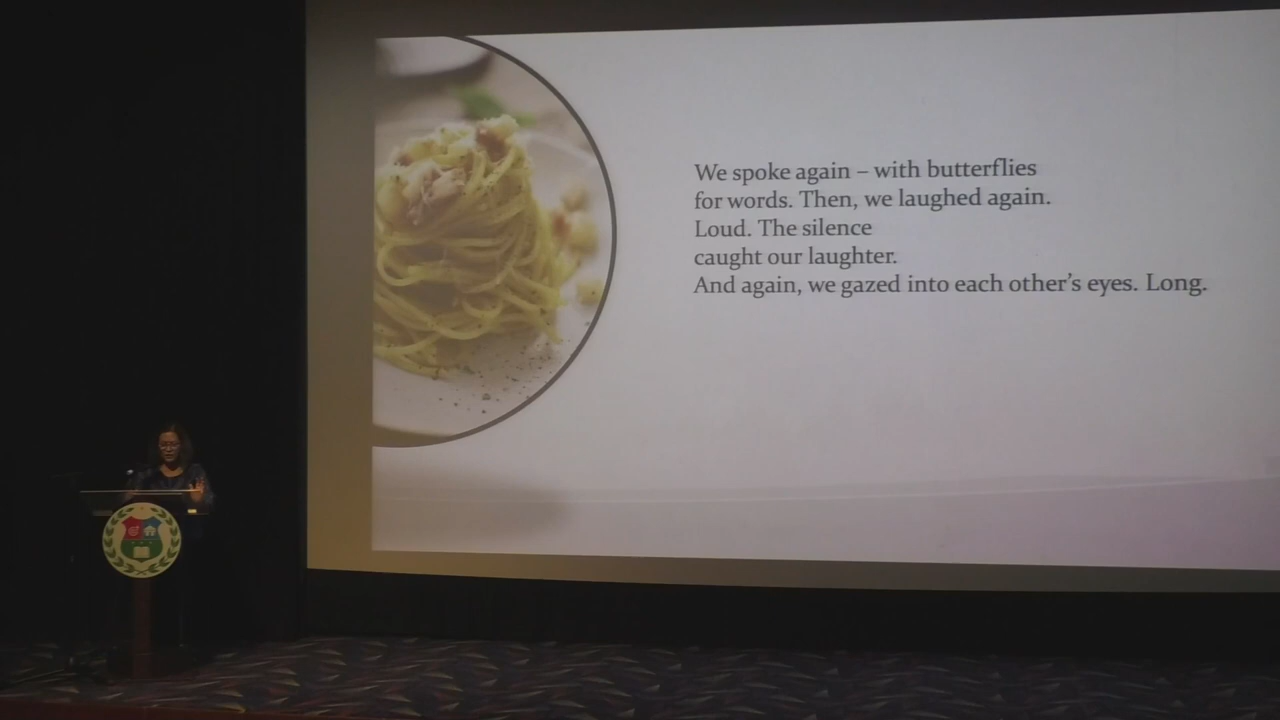 We spoke again – with butterflies
for words. Then, we laughed again.
Loud. The silence
caught our laughter.
And again, we gazed into each other’s eyes. Long.